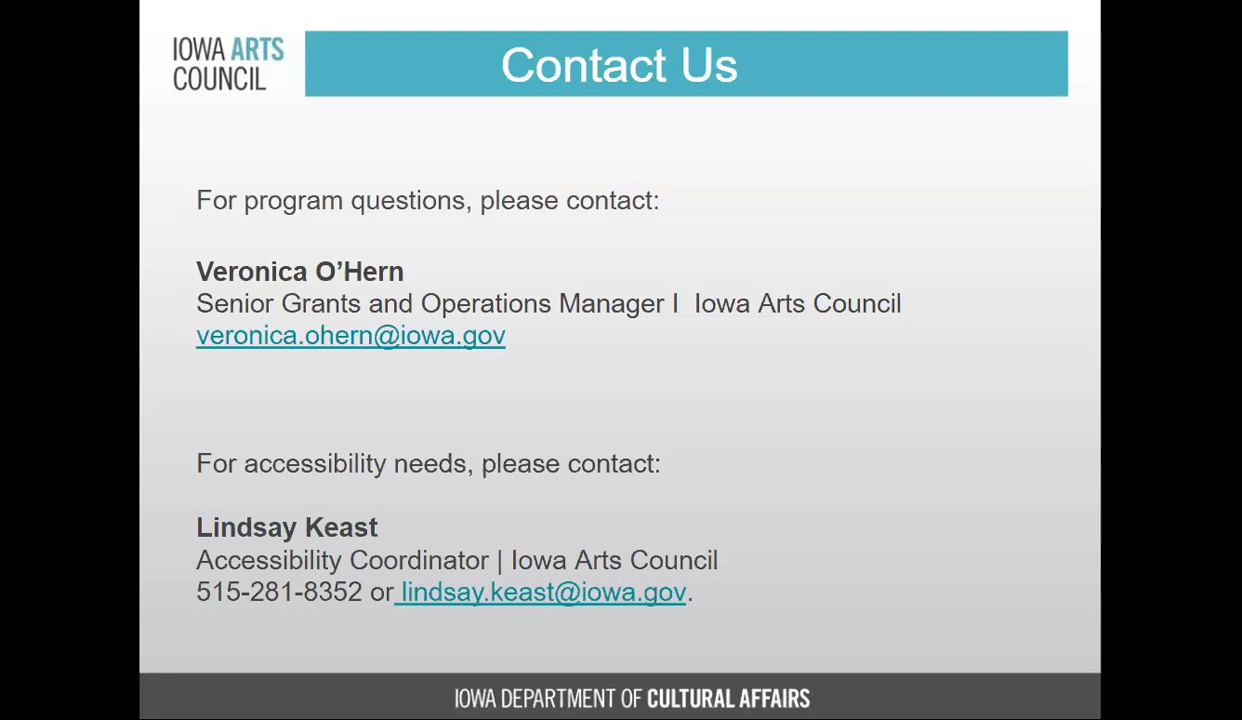 IOWA ARTS
COUNCIL
Contact Us
For program questions, please contact:
Veronica O’Hern
Senior Grants and Operations Manager I  Iowa Arts Council
veronica.ohern@iowa.gov
For accessibility needs, please contact:
Lindsay Keast
Accessibility Coordinator | Iowa Arts Council
515-281-8352 or lindsay.keast@iowa.gov.
IOWA DEPARTMENT OF CULTURAL AFFAIRS